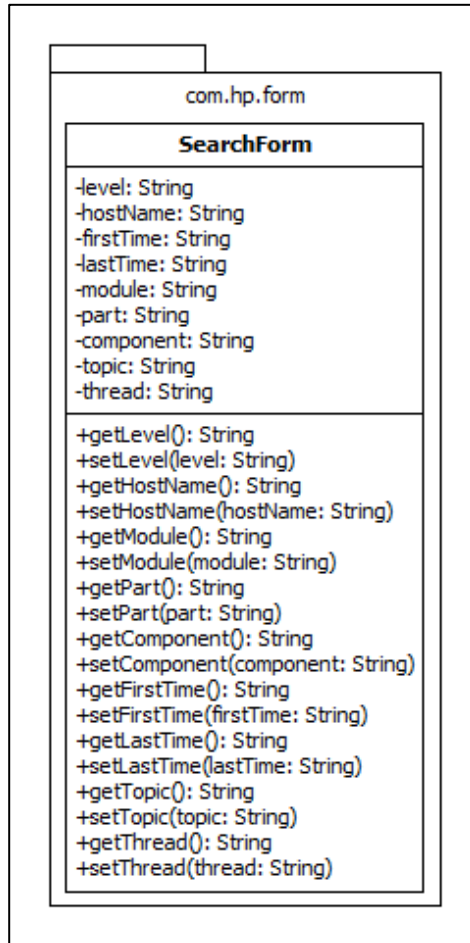 com.hp.form
SearchForm
-level: String
-hostName: String
-firstTime: String
-lastTime: String
-module: String
-part: String
-component: String
-topic: String
-thread: String
+getLevel(): String
+setLevel(level: String)
+getHostName(): String
+setHostName(hostName: String)
+getModule(): String
+setModule(module: String)
+getPart(): String
+setPart(part: String)
+getComponent(): String
+setComponent(component: String)
+getFirstTime(): String
+setFirstTime(firstTime: String)
+getLastTime(): String
+setLastTime(lastTime: String)
+getTopic(): String
+setTopic(topic: String)
+getThread(): String
+setThread(thread: String)